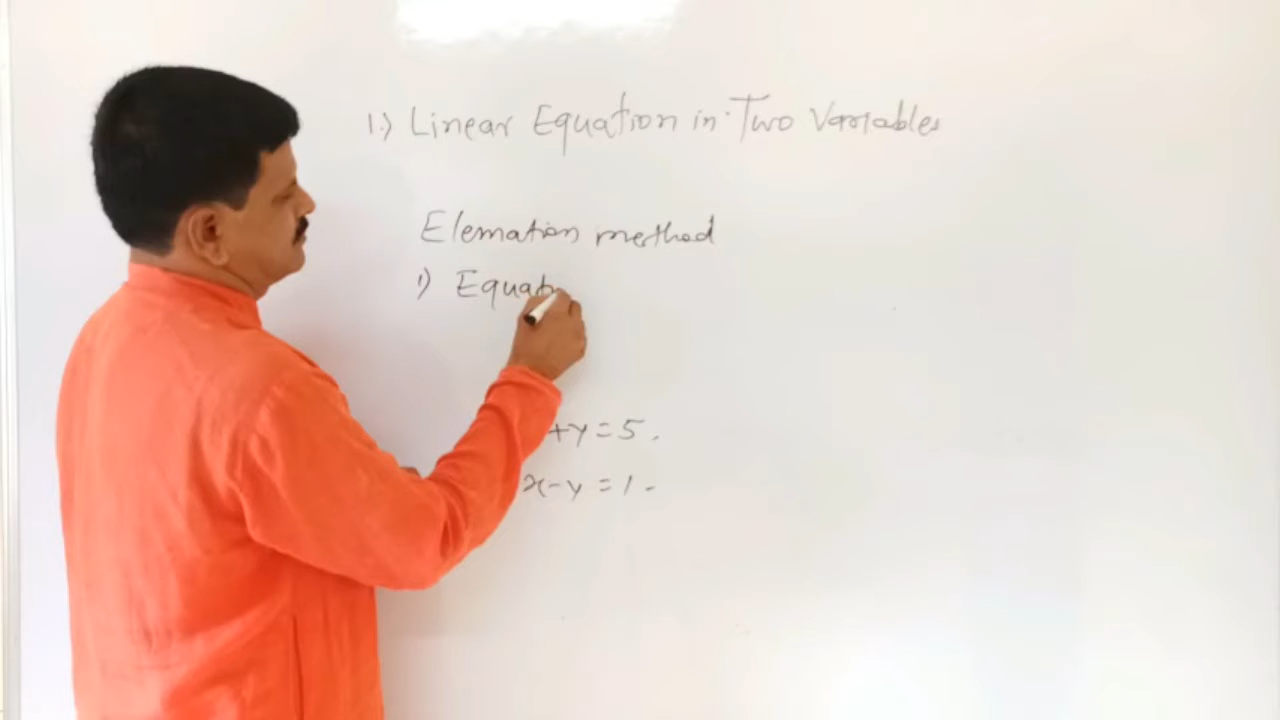 1.) Linear Equation in Two Variables
Elemation method
1) Equat
+y = 5.
x-y = 1.